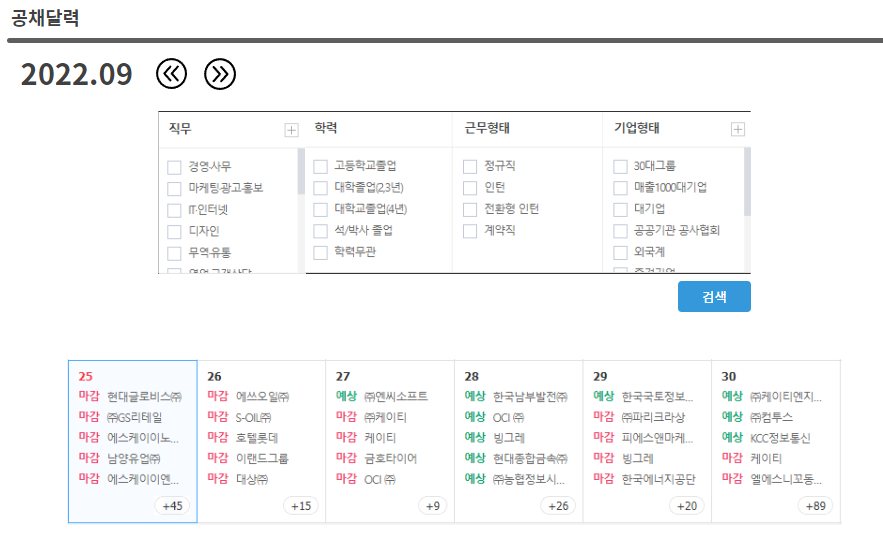 공채달력
2022.09
직무
경영·사무
마케팅·광고·홍보
IT·인터넷
디자인
무역·유통
영업·고객상담
학력
고등학교졸업
대학졸업(2,3년)
대학교졸업(4년)
석/박사 졸업
학력무관
근무형태
정규직
인턴
전환형 인턴
계약직
기업형태
30대그룹
매출1000대기업
대기업
공공기관 공사협회
외국계
중견기업
검색
25
마감 현대글로비스㈜
마감 ㈜GS리테일
마감 에스케이이노...
마감 남양유업㈜
마감 에스케이이엔...
+45
26
마감 에쓰오일㈜
마감 S-OIL㈜
마감 호텔롯데
마감 이랜드그룹
마감 대상㈜
+15
27
예상 ㈜엔씨소프트
마감 ㈜케이티
마감 케이티
마감 금호타이어
마감 OCI ㈜
+9
28
예상 한국남부발전㈜
예상 OCI ㈜
예상 빙그레
예상 현대종합금속㈜
예상 ㈜농협정보시...
+26
29
예상 한국국토정보...
마감 ㈜파리크라상
마감 피에스앤마케...
마감 빙그레
마감 한국에너지공단
+20
30
예상 ㈜케이티엔지...
예상 ㈜컴투스
예상 KCC정보통신
마감 케이티
마감 엘에스니꼬동...
+89